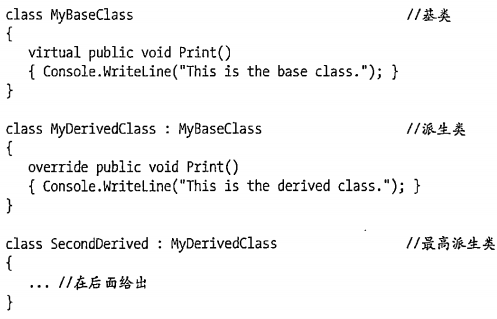 class MyBaseClass //基类
{
virtual public void Print()
{ Console.WriteLine("This is the base class."); }
}
class MyDerivedClass : MyBaseClass //派生类
{
override public void Print()
{ Console.WriteLine("This is the derived class."); }
}
class SecondDerived : MyDerivedClass //最高派生类
{
... //在后面给出
}